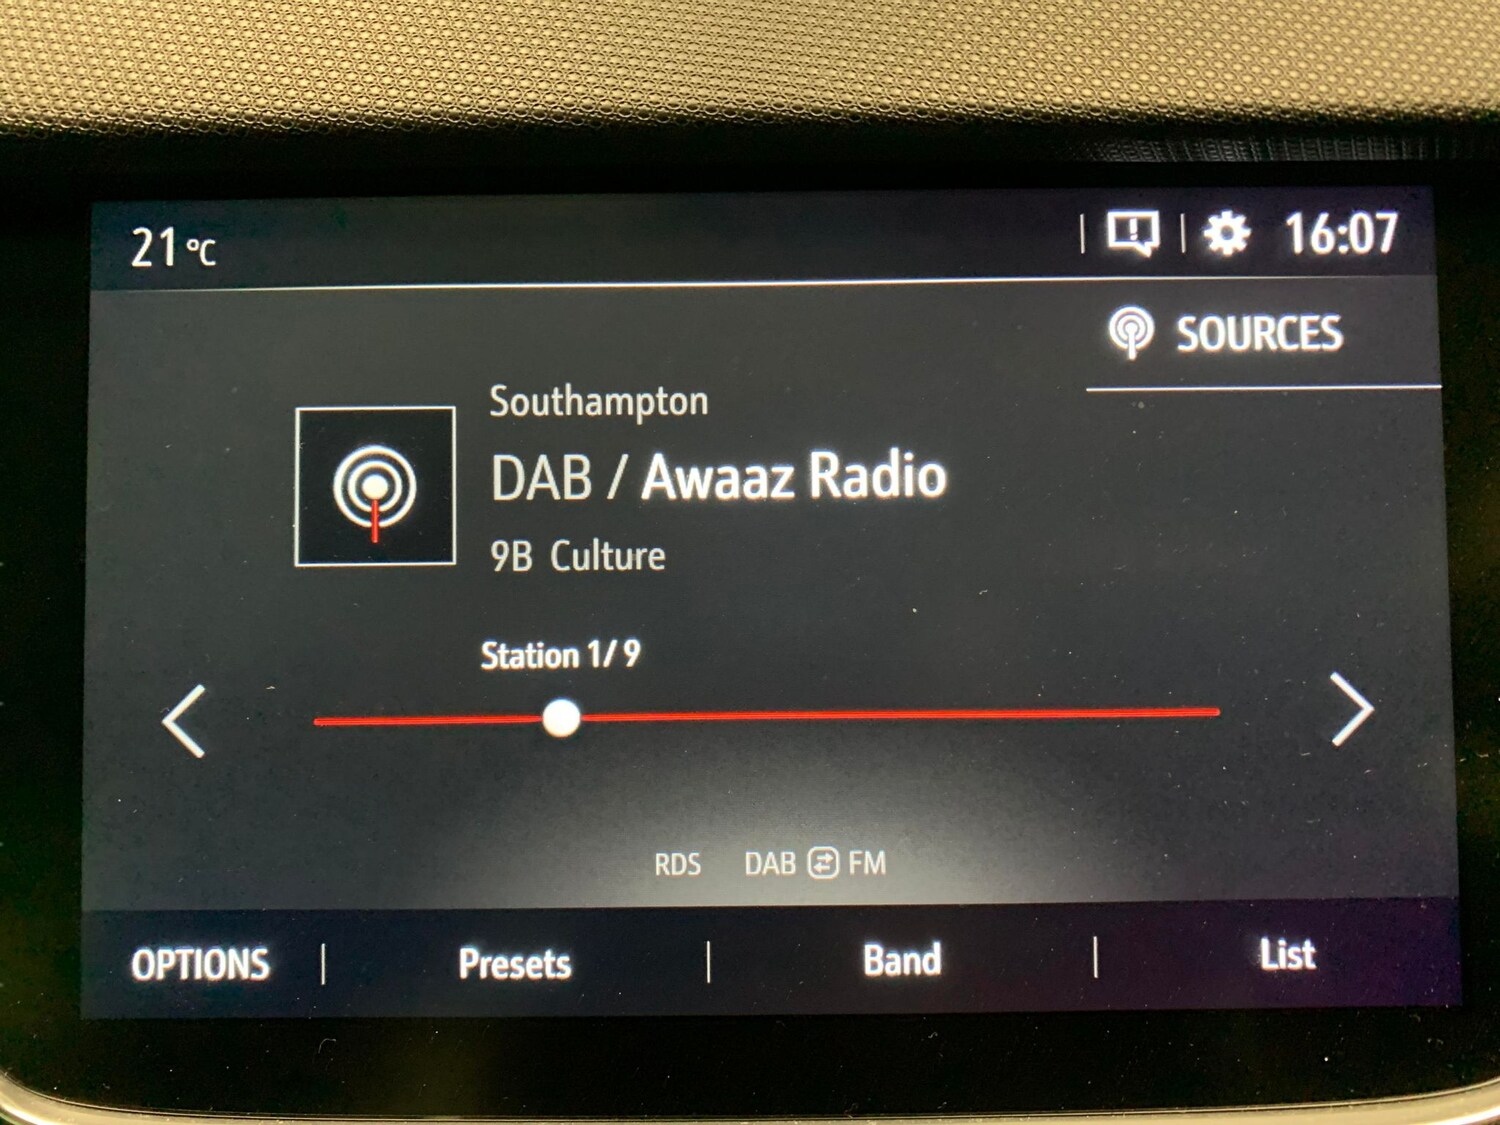 21 °C
16:07
SOURCES
Southampton
DAB / Awaaz Radio
9B Culture
Station 1/ 9
RDS DAB FM
OPTIONS | Presets | Band | List